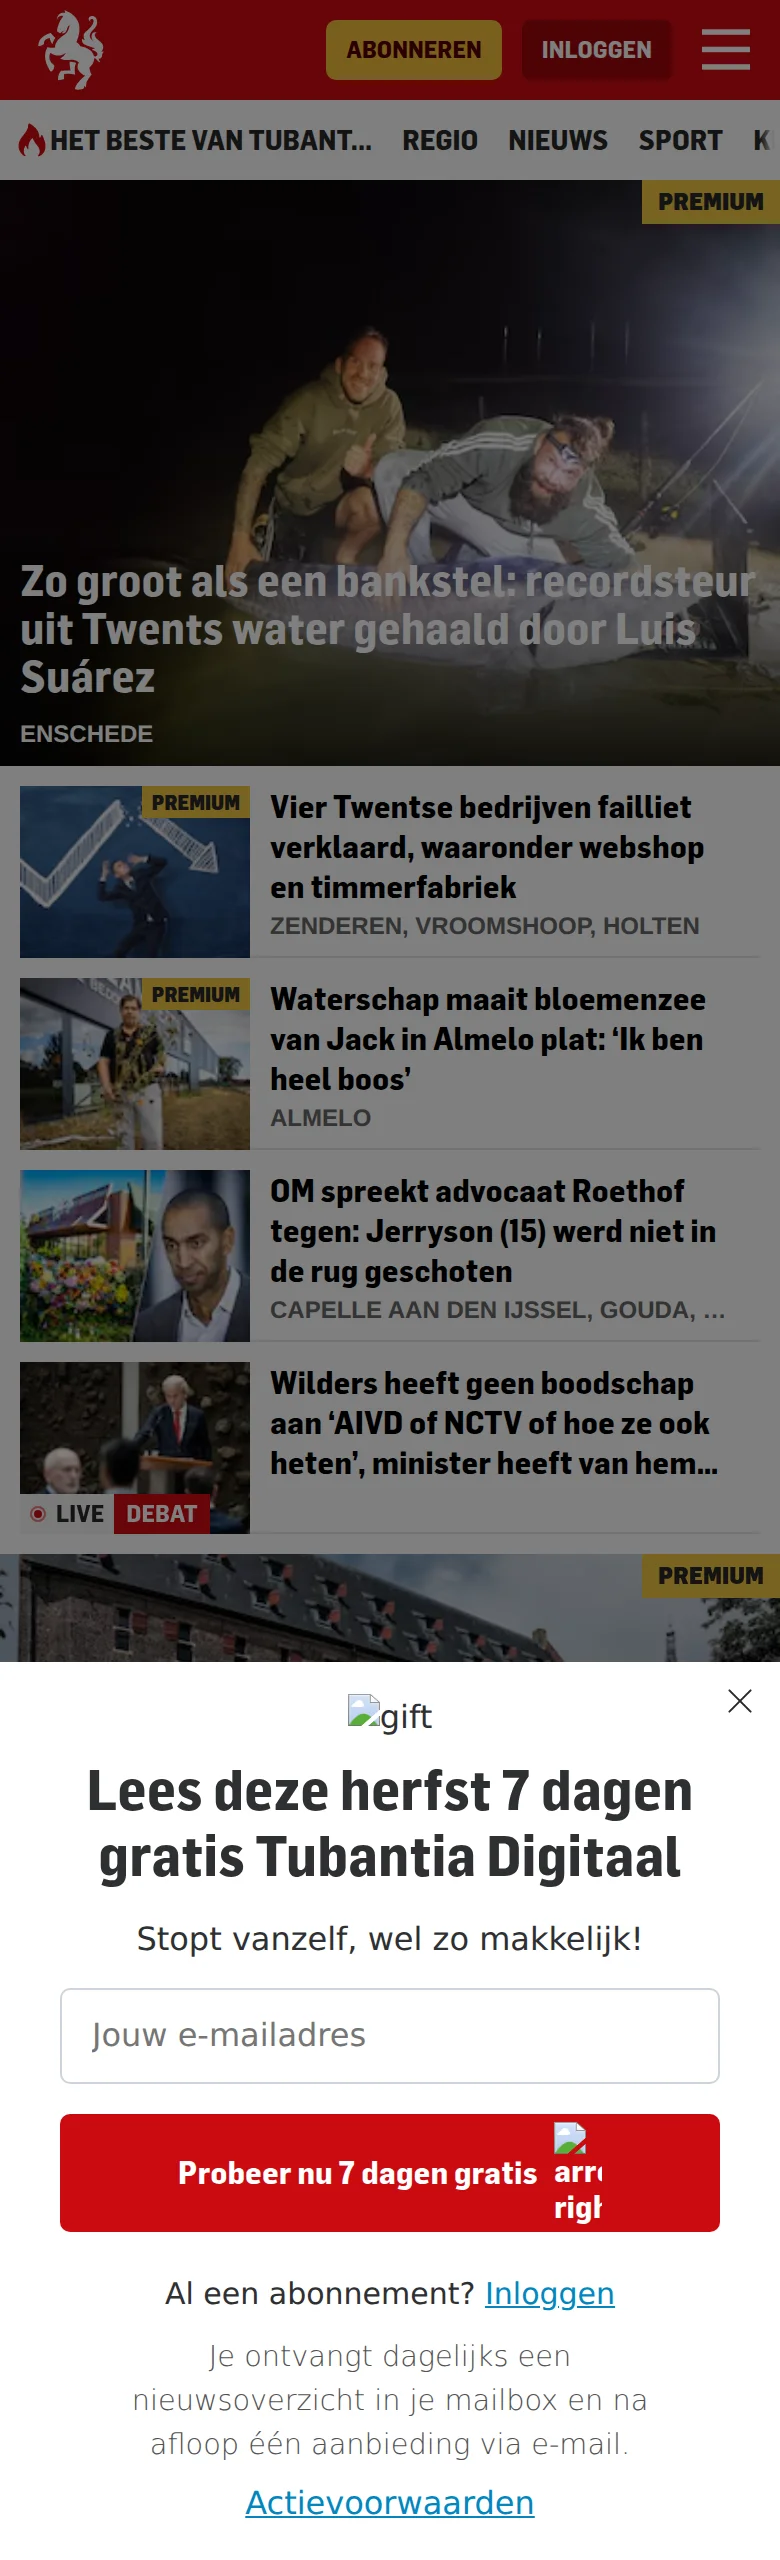 ABONNEREN
INLOGGEN
HET BESTE VAN TUBANT...
REGIO
NIEUWS
SPORT
PREMIUM
Zo groot als een bankstel: recordsteur
uit Twents water gehaald door Luis
Suárez
ENSCHEDE
PREMIUM
Vier Twentse bedrijven failliet
verklaard, waaronder webshop
en timmerfabriek
ZENDEREN, VROOMSHOOP, HOLTEN
PREMIUM
Waterschap maait bloemenzee
van Jack in Almelo plat: ‘Ik ben
heel boos’
ALMELO
OM spreekt advocaat Roethof
tegen: Jerryson (15) werd niet in
de rug geschoten
CAPELLE AAN DEN IJSSEL, GOUDA, ...
Wilders heeft geen boodschap
aan ‘AIVD of NCTV of hoe ze ook
heten’, minister heeft van hem...
LIVE DEBAT
PREMIUM
gift
Lees deze herfst 7 dagen
gratis Tubantia Digitaal
Stopt vanzelf, wel zo makkelijk!
Jouw e-mailadres
Probeer nu 7 dagen gratis
Al een abonnement? Inloggen
Je ontvangt dagelijks een
nieuwsoverzicht in je mailbox en na
afloop één aanbieding via e-mail.
Actievoorwaarden